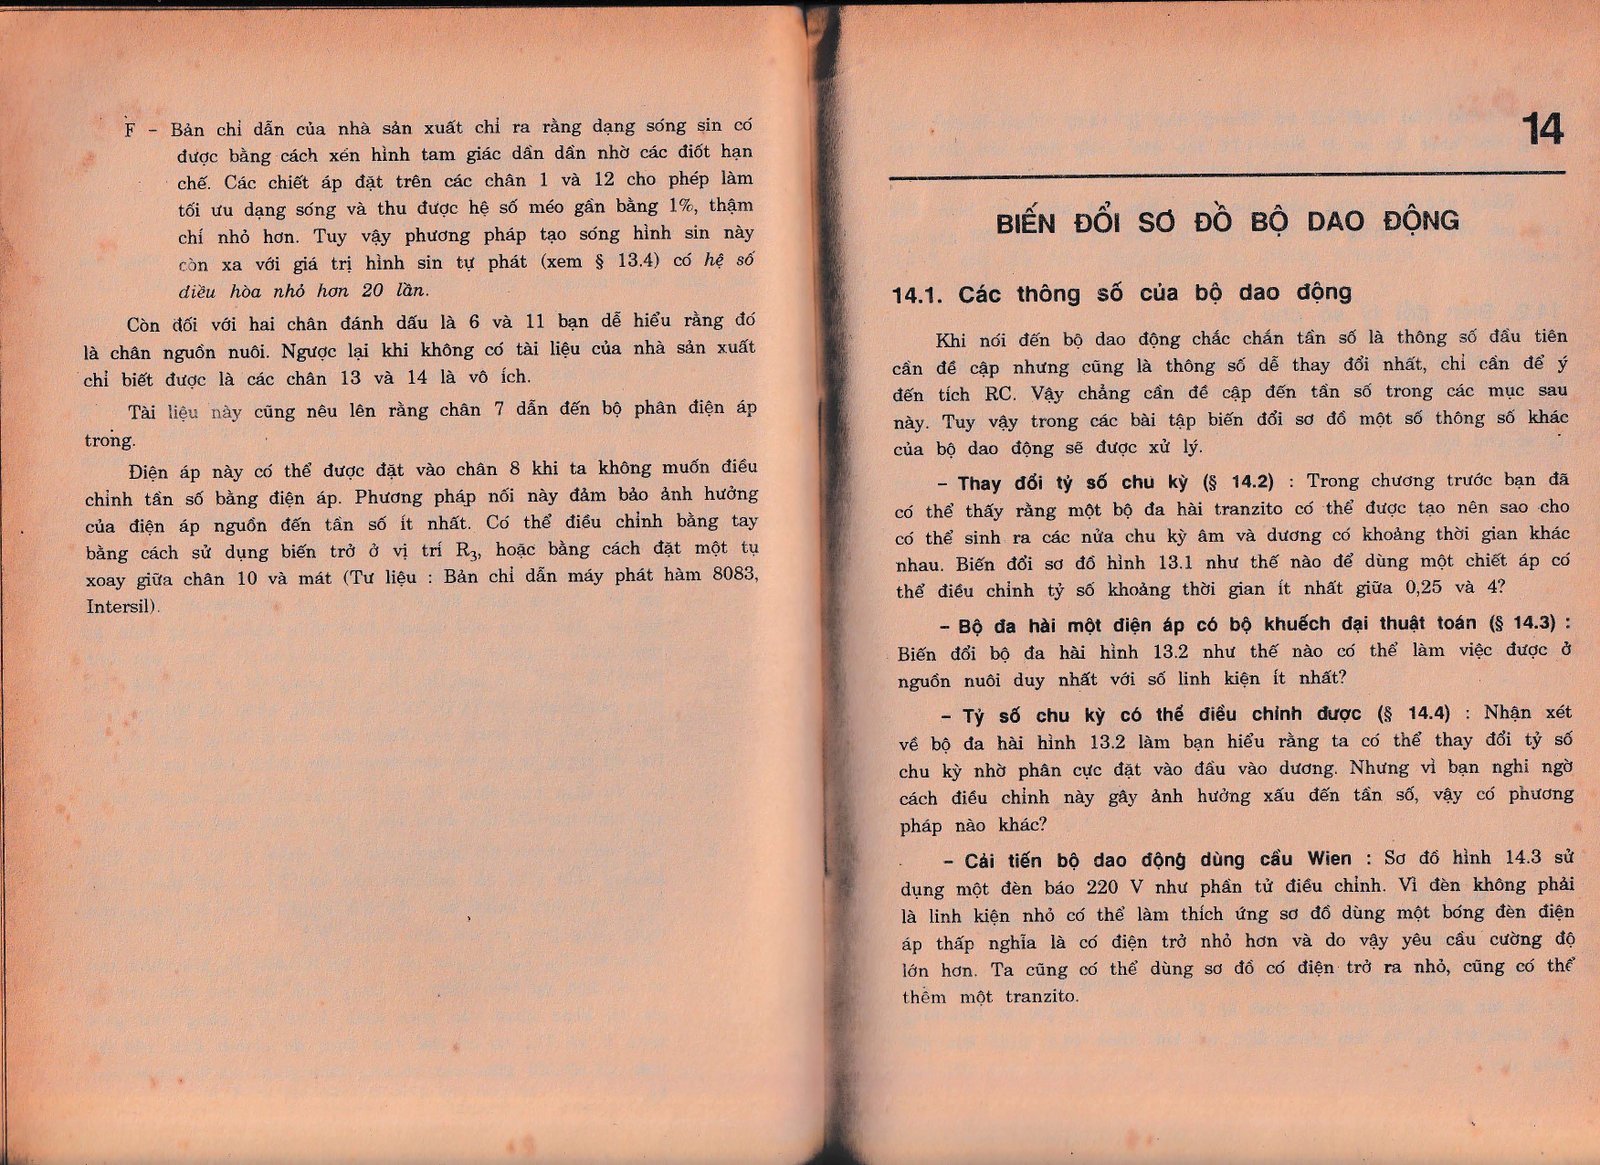 F - Bản chỉ dẫn của nhà sản xuất chỉ ra rằng dạng sóng sin có
được bằng cách xén hình tam giác dần dần nhờ các điốt hạn
chế. Các chiết áp đặt trên các chân 1 và 12 cho phép làm
tối ưu dạng sóng và thu được hệ số méo gần bằng 1%, thậm
chí nhỏ hơn. Tuy vậy phương pháp tạo sóng hình sin này
còn xa với giá trị hình sin tự phát (xem § 13.4) có hệ số
điều hòa nhỏ hơn 20 lần.
Còn đối với hai chân đánh dấu là 6 và 11 bạn dễ hiểu rằng đó
là chân nguồn nuôi. Ngược lại khi không có tài liệu của nhà sản xuất
chỉ biết được là các chân 13 và 14 là vô ích.
Tài liệu này cũng nêu lên rằng chân 7 dẫn đến bộ phân điện áp
trong.
Điện áp này có thể được đặt vào chân 8 khi ta không muốn điều
chỉnh tần số bằng điện áp. Phương pháp nối này đảm bảo ảnh hưởng
của điện áp nguồn đến tần số ít nhất. Có thể điều chỉnh bằng tay
bằng cách sử dụng biến trở ở vị trí R₃, hoặc bằng cách đặt một tụ
xoay giữa chân 10 và mát (Tư liệu : Bản chỉ dẫn máy phát hàm 8083,
Intersil).
14
BIẾN ĐỔI SƠ ĐỒ BỘ DAO ĐỘNG
14.1. Các thông số của bộ dao động
Khi nói đến bộ dao động chắc chắn tần số là thông số đầu tiên
cần đề cập nhưng cũng là thông số dễ thay đổi nhất, chỉ cần để ý
đến tích RC. Vậy chẳng cần đề cập đến tần số trong các mục sau
này. Tuy vậy trong các bài tập biến đổi sơ đồ một số thông số khác
của bộ dao động sẽ được xử lý.
- Thay đổi tỷ số chu kỳ (§ 14.2) : Trong chương trước bạn đã
có thể thấy rằng một bộ đa hài tranzito có thể được tạo nên sao cho
có thể sinh ra các nửa chu kỳ âm và dương có khoảng thời gian khác
nhau. Biến đổi sơ đồ hình 13.1 như thế nào để dùng một chiết áp có
thể điều chỉnh tỷ số khoảng thời gian ít nhất giữa 0,25 và 4?
- Bộ đa hài một điện áp có bộ khuếch đại thuật toán (§ 14.3) :
Biến đổi bộ đa hài hình 13.2 như thế nào có thể làm việc được ở
nguồn nuôi duy nhất với số linh kiện ít nhất?
- Tỷ số chu kỳ có thể điều chỉnh được (§ 14.4) : Nhận xét
về bộ đa hài hình 13.2 làm bạn hiểu rằng ta có thể thay đổi tỷ số
chu kỳ nhờ phân cực đặt vào đầu vào dương. Nhưng vì bạn nghi ngờ
cách điều chỉnh này gây ảnh hưởng xấu đến tần số, vậy có phương
pháp nào khác?
- Cải tiến bộ dao động dùng cầu Wien : Sơ đồ hình 14.3 sử
dụng một đèn báo 220 V như phần tử điều chỉnh. Vì đèn không phải
là linh kiện nhỏ có thể làm thích ứng sơ đồ dùng một bóng đèn điện
áp thấp nghĩa là có điện trở nhỏ hơn và do vậy yêu cầu cường độ
lớn hơn. Ta cũng có thể dùng sơ đồ có điện trở ra nhỏ, cũng có thể
thêm một tranzito.